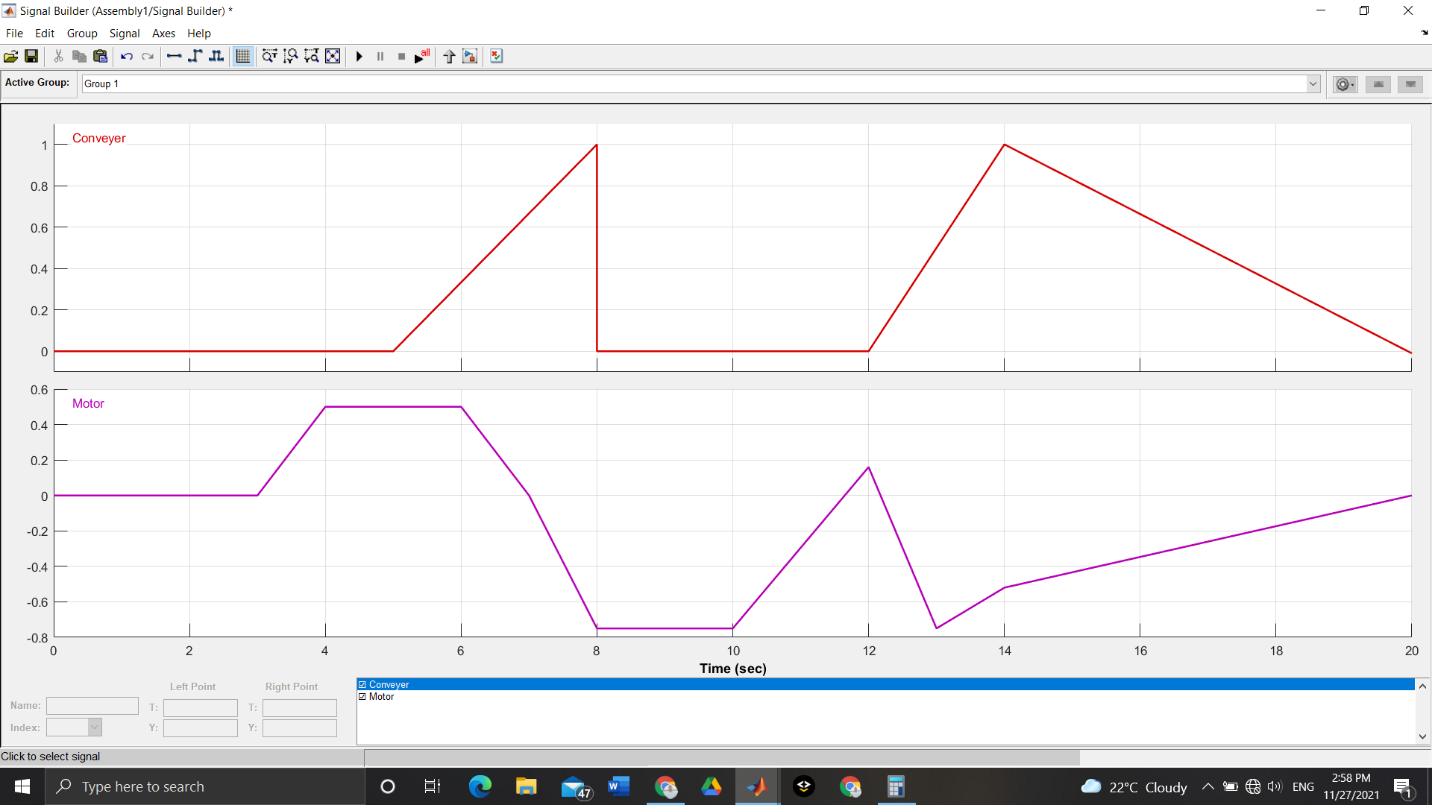 Signal Builder (Assembly1/Signal Builder) *
File Edit Group Signal Axes Help
all
Active Group: Group 1
Conveyer
1
0.8
0.6
0.4
0.2
0
Motor
0.6
0.4
0.2
0
-0.2
-0.4
-0.6
-0.8
0 2 4 6 8 10 12 14 16 18 20
Time (sec)
Left Point Right Point
Name: T: T:
Index: Y: Y:
Conveyer
Motor
Click to select signal
Type here to search
47
W
22°C Cloudy
ENG
2:58 PM
11/27/2021
1